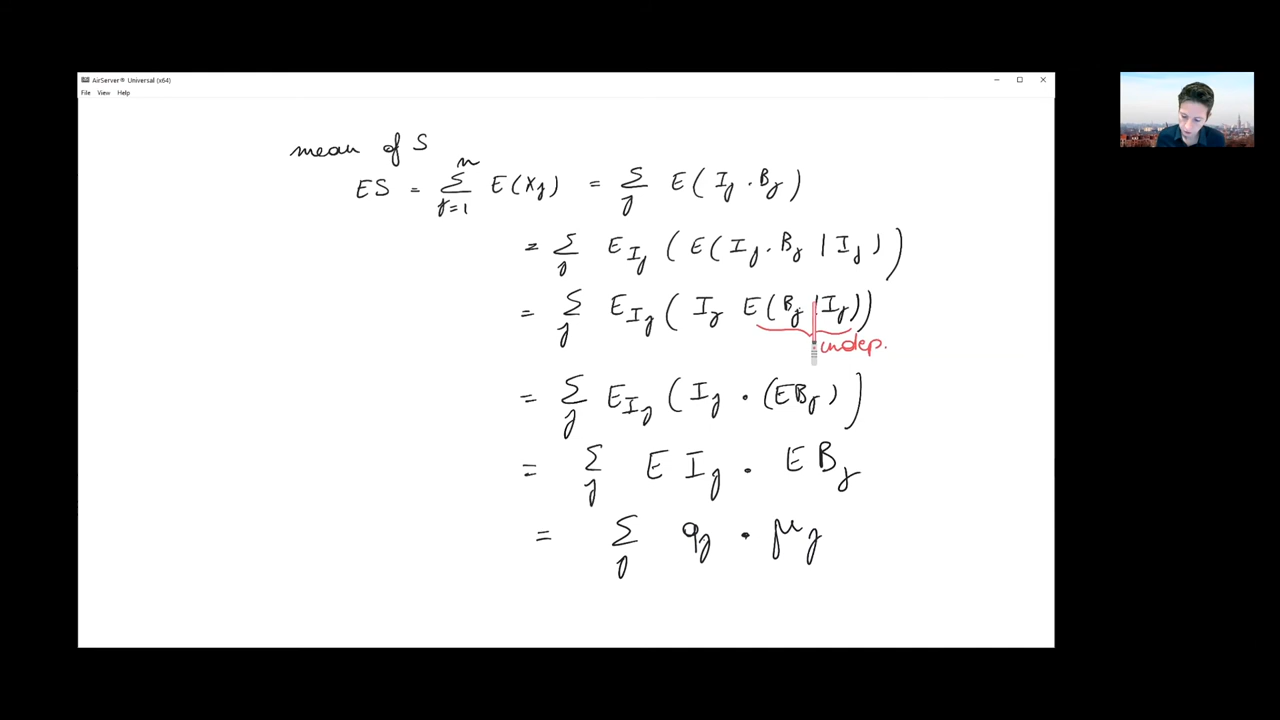 AirServer® Universal (x64)
File View Help
mean of S
ES = Σ_{j=1}^{n} E(X_j) = Σ_j E(I_j · B_j)
= Σ_j E_{I_j} (E(I_j · B_j | I_j))
= Σ_j E_{I_j} (I_j E(B_j | I_j))
indep.
= Σ_j E_{I_j} (I_j · (EB_j))
= Σ_j E I_j · E B_j
= Σ_j q_j · μ_j